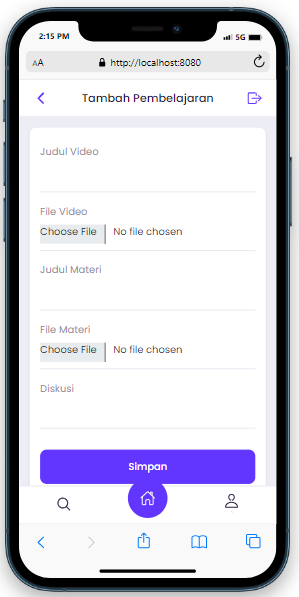 2:15 PM
5G
AA http://localhost:8080
Tambah Pembelajaran
Judul Video
File Video
Choose File No file chosen
Judul Materi
File Materi
Choose File No file chosen
Diskusi
Simpan